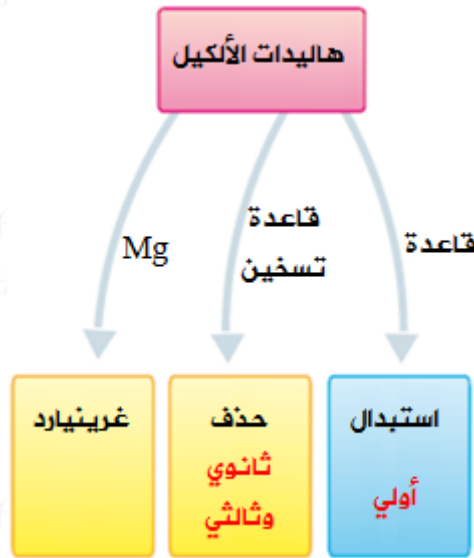 هاليدات الألكيل
Mg
قاعدة
تسخين
قاعدة
غرينيارد
حذف
ثانوي
وثالثي
استبدال
أولي